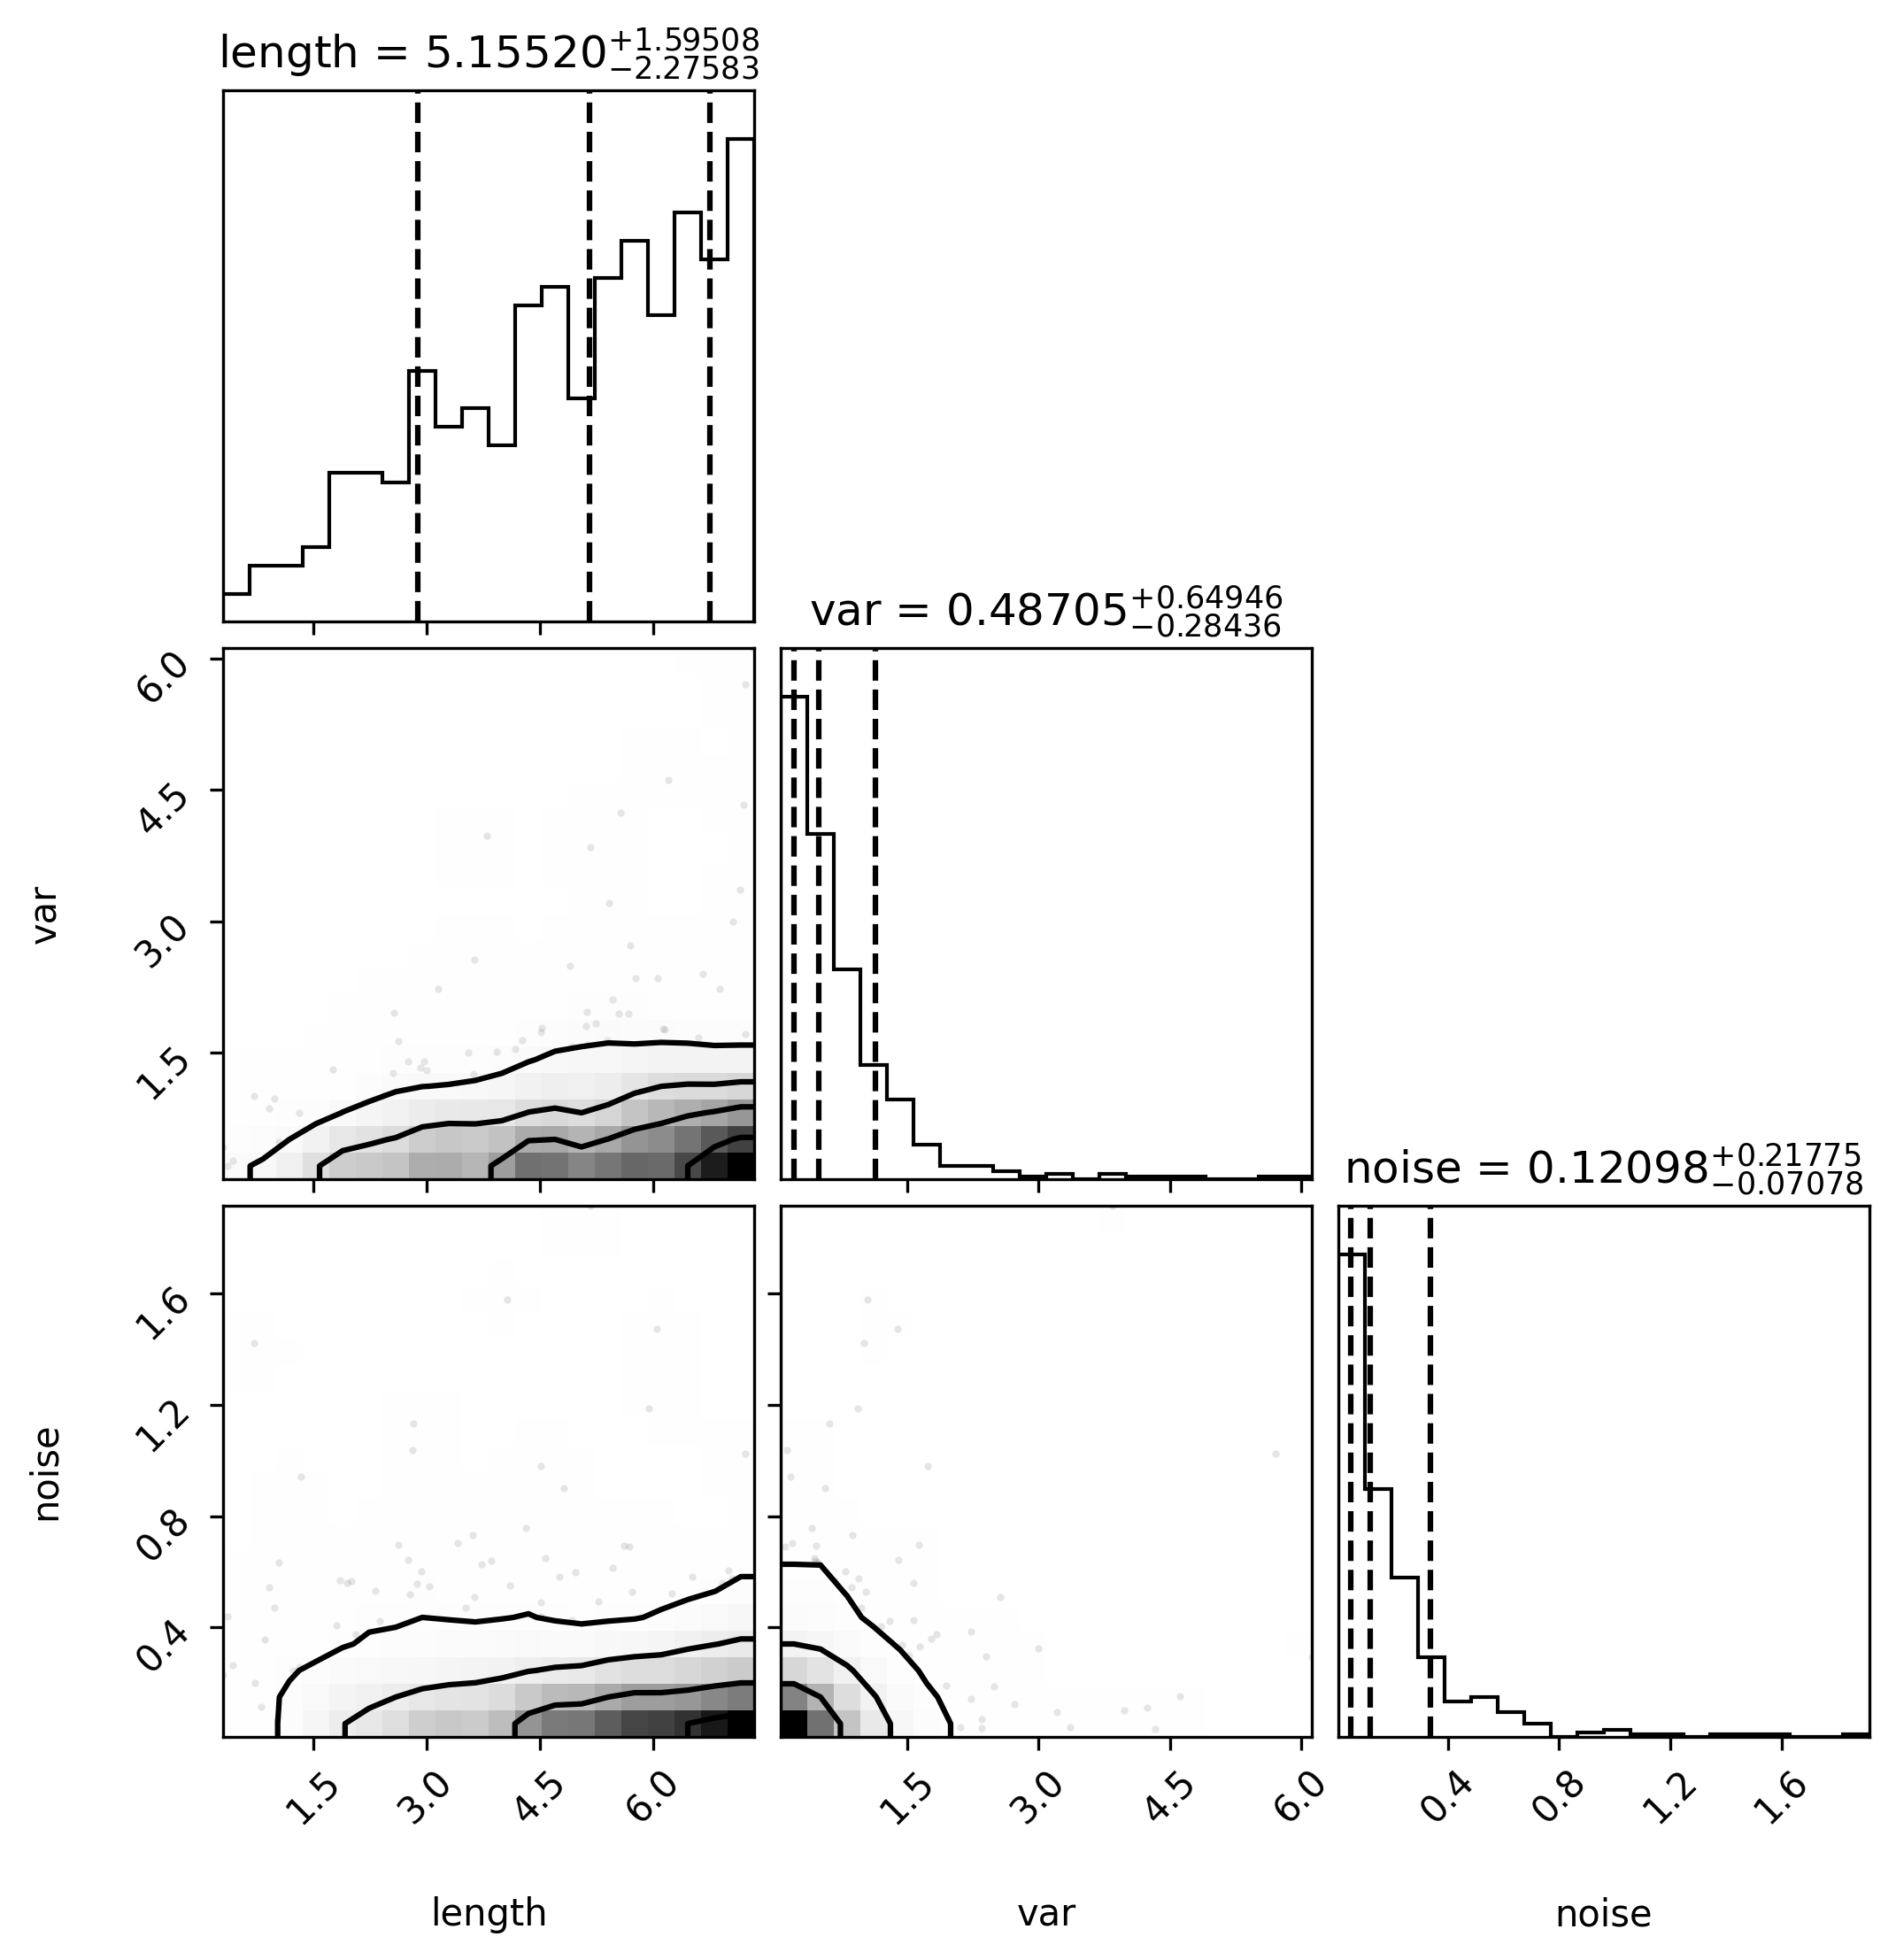 length = 5.15520+1.59508−2.27583
var = 0.48705+0.64946−0.28436
6.0
4.5
3.0
1.5
var
noise = 0.12098+0.21775−0.07078
1.6
1.2
0.8
0.4
noise
1.5 3.0 4.5 6.0 1.5 3.0 4.5 6.0 0.4 0.8 1.2 1.6
length var noise